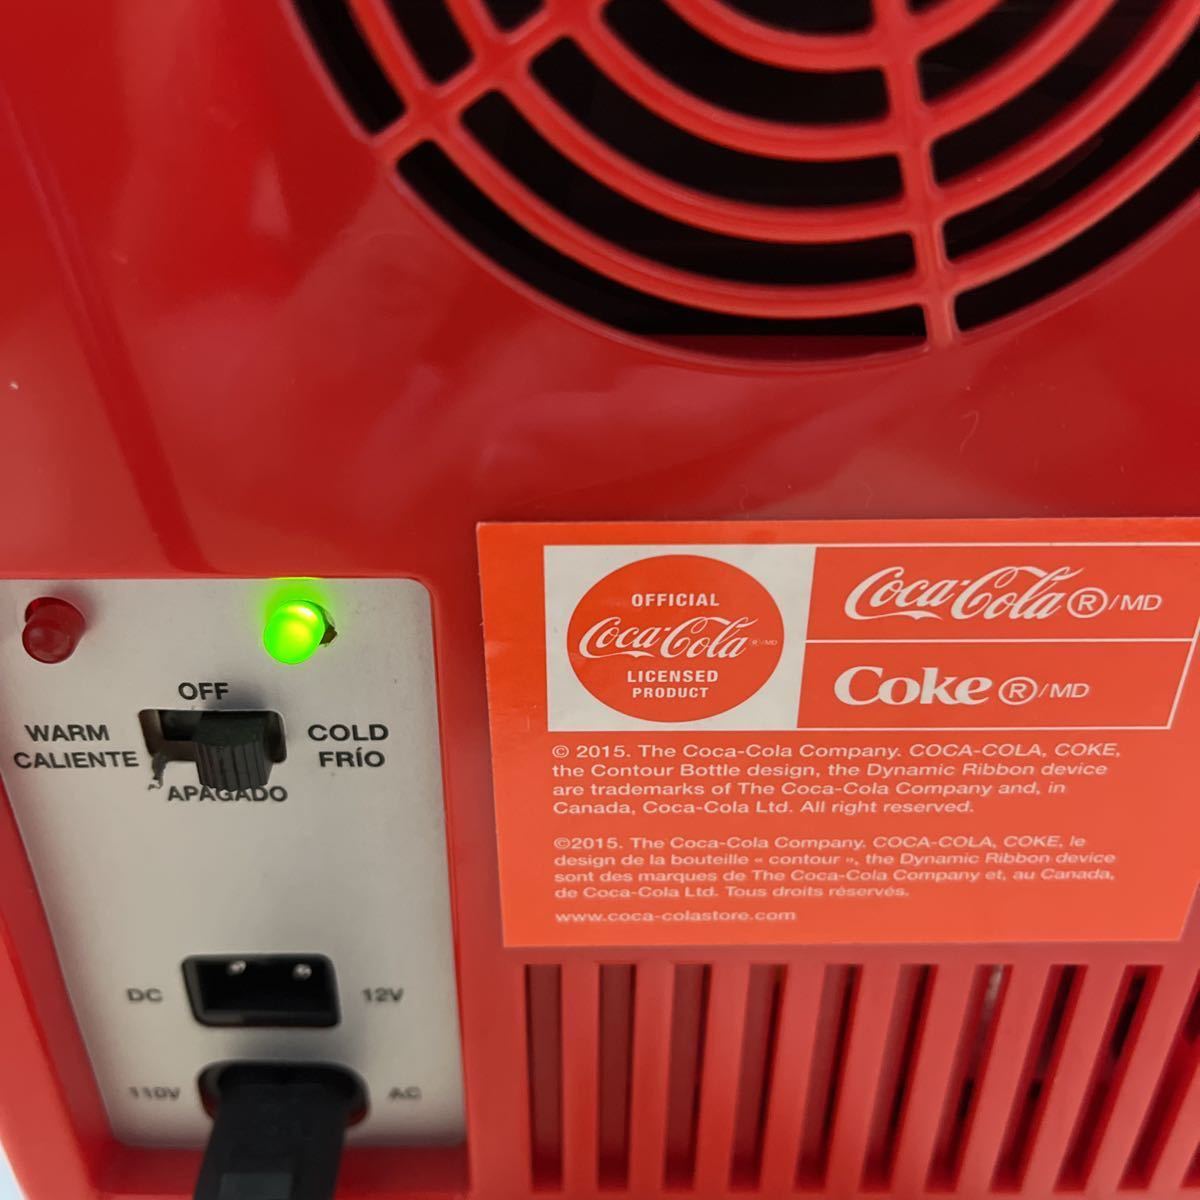 OFF
WARM
CALIENTE
COLD
FRÍO
APAGADO
DC
12V
110V
AC
OFFICIAL
Coca-Cola®/MD
LICENSED
PRODUCT
Coca-Cola®/MD
Coke®/MD
© 2015. The Coca-Cola Company. COCA-COLA, COKE,
the Contour Bottle design, the Dynamic Ribbon device
are trademarks of The Coca-Cola Company and, in
Canada, Coca-Cola Ltd. All right reserved.
©2015. The Coca-Cola Company. COCA-COLA, COKE, le
design de la bouteille « contour », the Dynamic Ribbon device
sont des marques de The Coca-Cola Company et, au Canada,
de Coca-Cola Ltd. Tous droits réservés.
www.coca-colastore.com